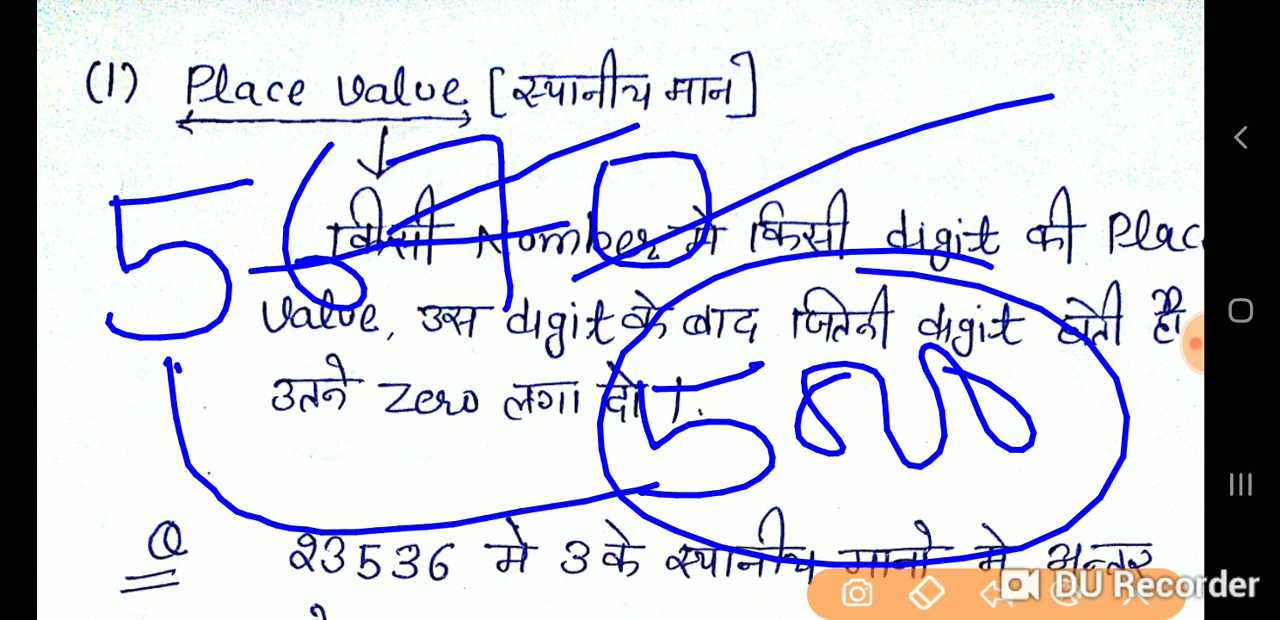 (1) Place Value [स्थानीय मान]
5670
किसी Number मे किसी digit की Plac
Value, उस digit के बाद जितनी digit होती है
उतने Zero लगा दो।
5000
Q 23536 मे 3 के स्थानीय मानो मे अन्तर
DU Recorder